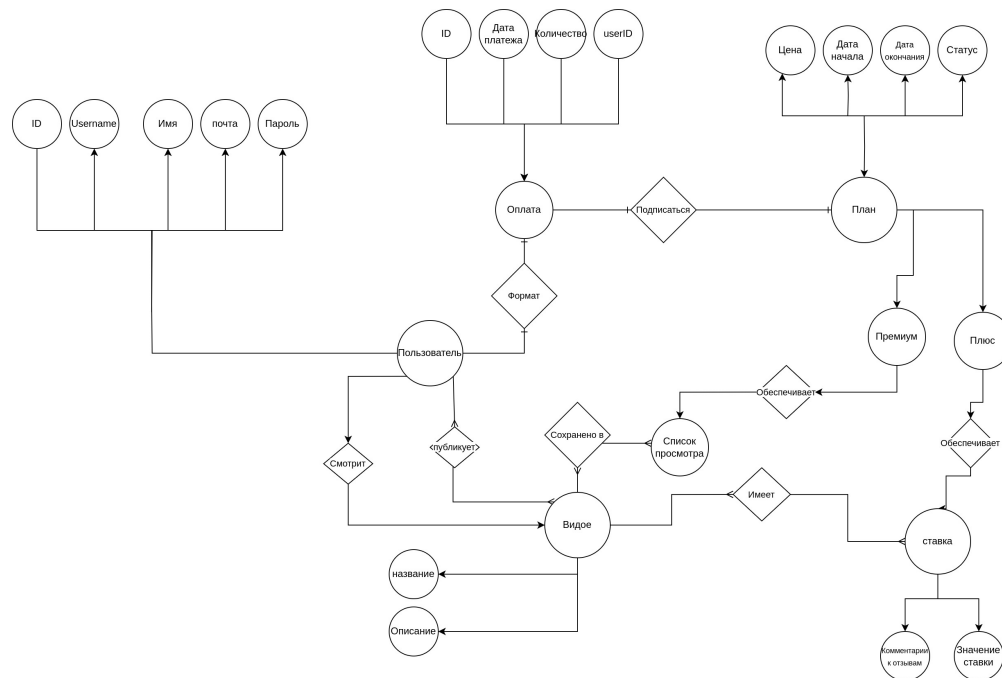 ID
Дата
платежа
Количество
userID
Цена
Дата
начала
Дата
окончания
Статус
ID
Username
Имя
почта
Пароль
Оплата
Подписаться
План
Формат
Пользователь
Премиум
Плюс
Обеспечивает
Смотрит
публикует
Сохранено в
Список
просмотра
Обеспечивает
Имеет
Видое
ставка
название
Описание
Комментарии
к отзывам
Значение
ставки